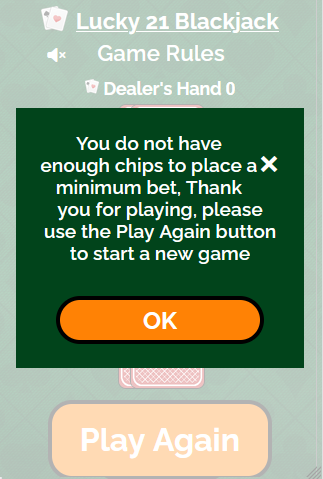 Lucky 21 Blackjack
Game Rules
Dealer's Hand 0
You do not have
enough chips to place a
minimum bet, Thank
you for playing, please
use the Play Again button
to start a new game
OK
Play Again